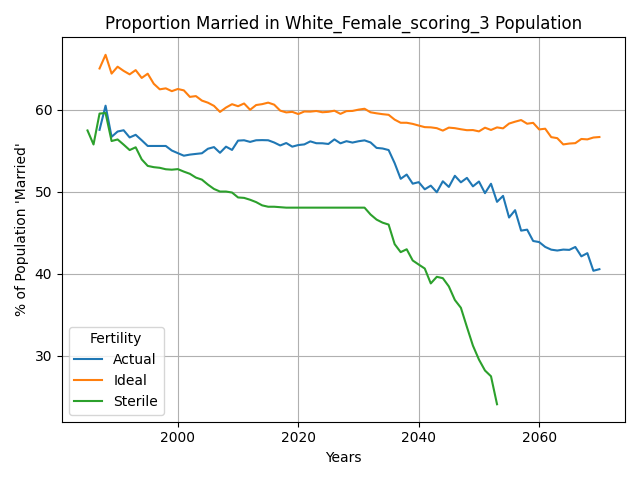 Proportion Married in White_Female_scoring_3 Population
% of Population 'Married'
60
50
40
30
Fertility
Actual
Ideal
Sterile
2000 2020 2040 2060
Years